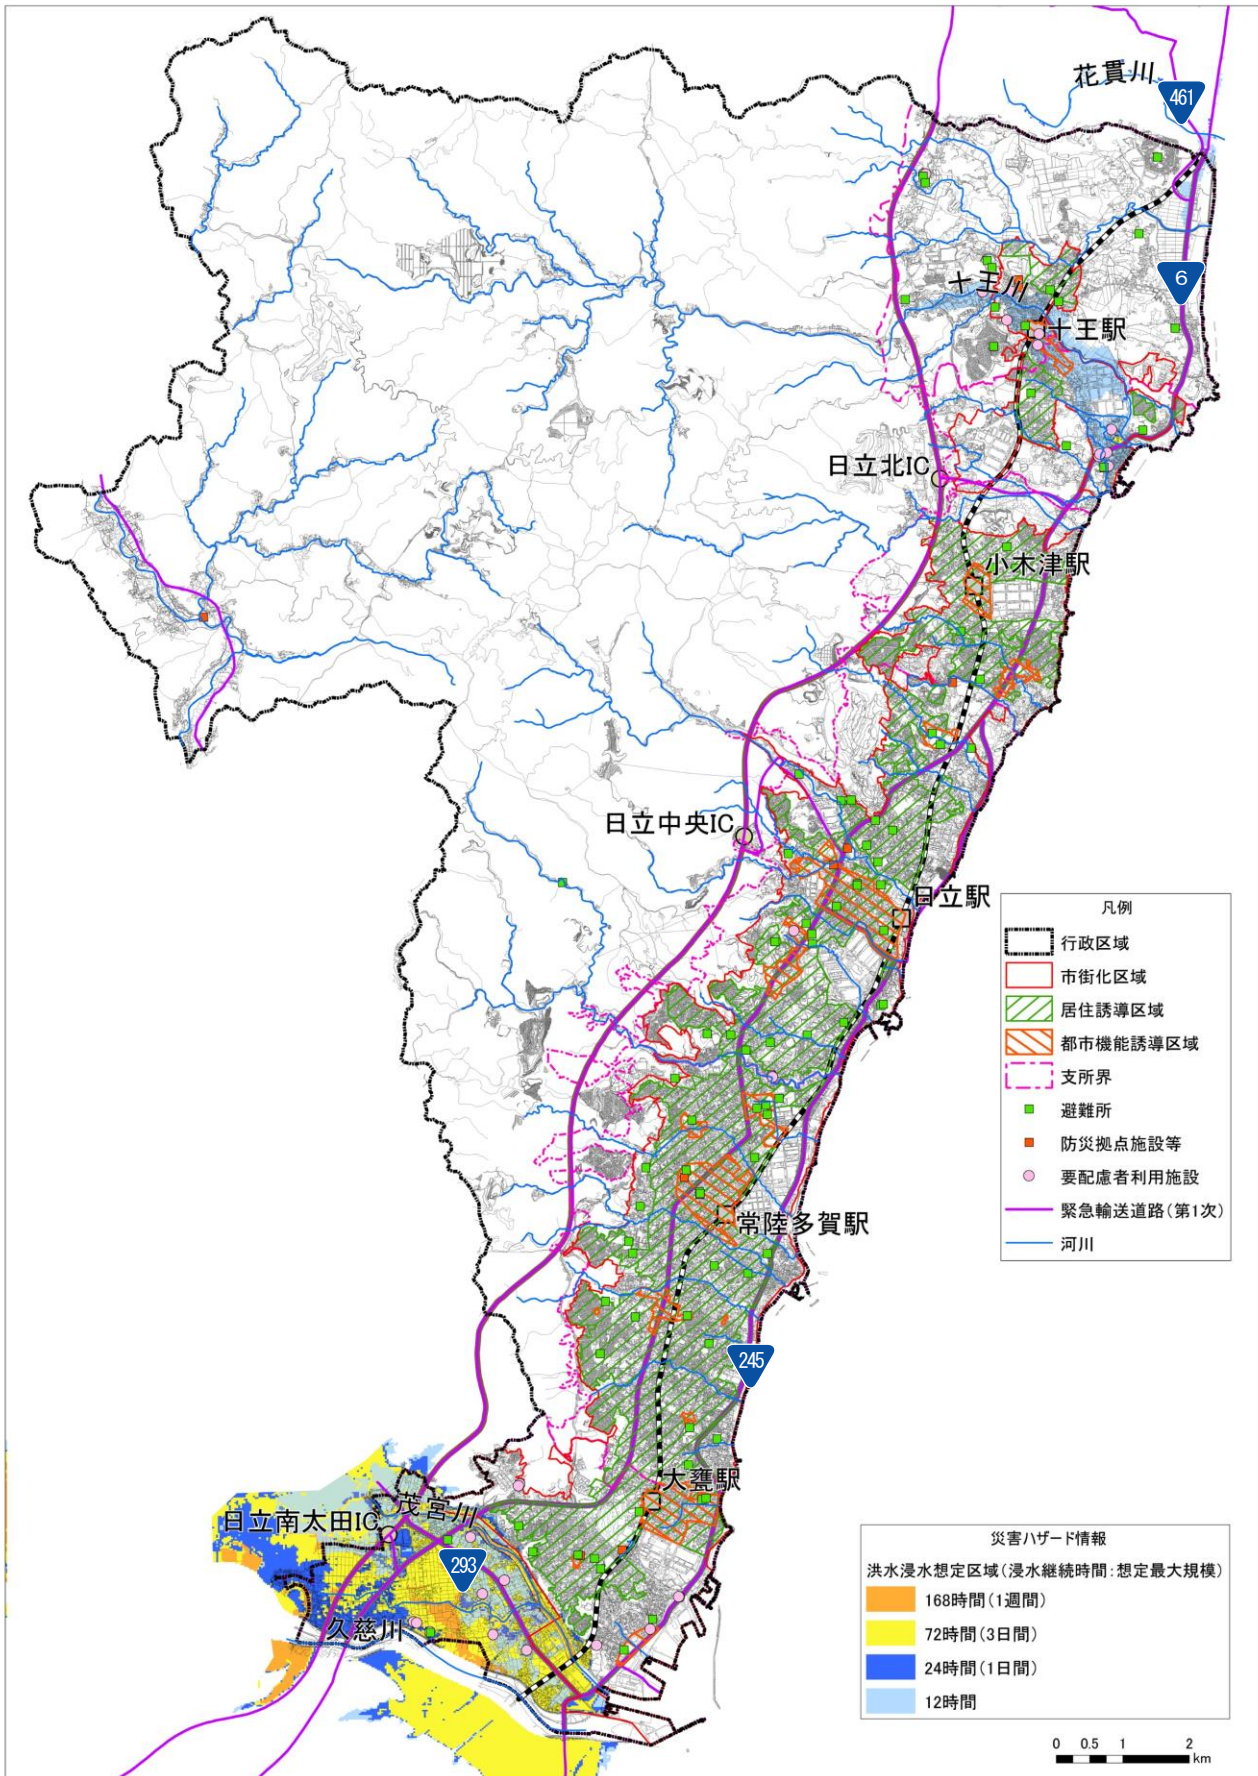 花貫川
461
6
十王川
十王駅
日立北IC
小木津駅
日立中央IC
日立駅
凡例
行政区域
市街化区域
居住誘導区域
都市機能誘導区域
支所界
避難所
防災拠点施設等
要配慮者利用施設
緊急輸送道路(第1次)
河川
常陸多賀駅
245
大甕駅
茂宮川
日立南太田IC
293
久慈川
災害ハザード情報
洪水浸水想定区域(浸水継続時間:想定最大規模)
168時間(1週間)
72時間(3日間)
24時間(1日間)
12時間
0 0.5 1 2
km